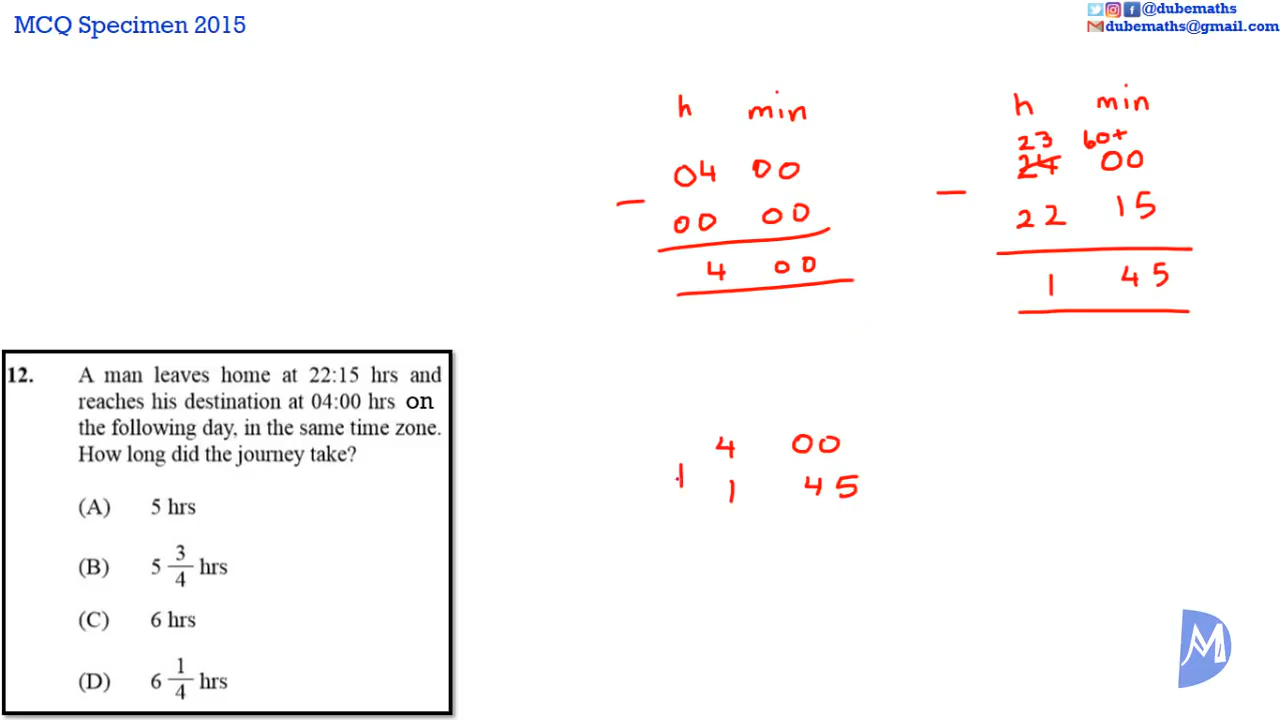 MCQ Specimen 2015
@dubemaths
dubemaths@gmail.com
h min
04 00
− 00 00
4 00
h min
23 60+
24 00
− 22 15
1 45
12. A man leaves home at 22:15 hrs and
reaches his destination at 04:00 hrs on
the following day, in the same time zone.
How long did the journey take?
(A) 5 hrs
(B) 5 3/4 hrs
(C) 6 hrs
(D) 6 1/4 hrs
4 00
1 45
M